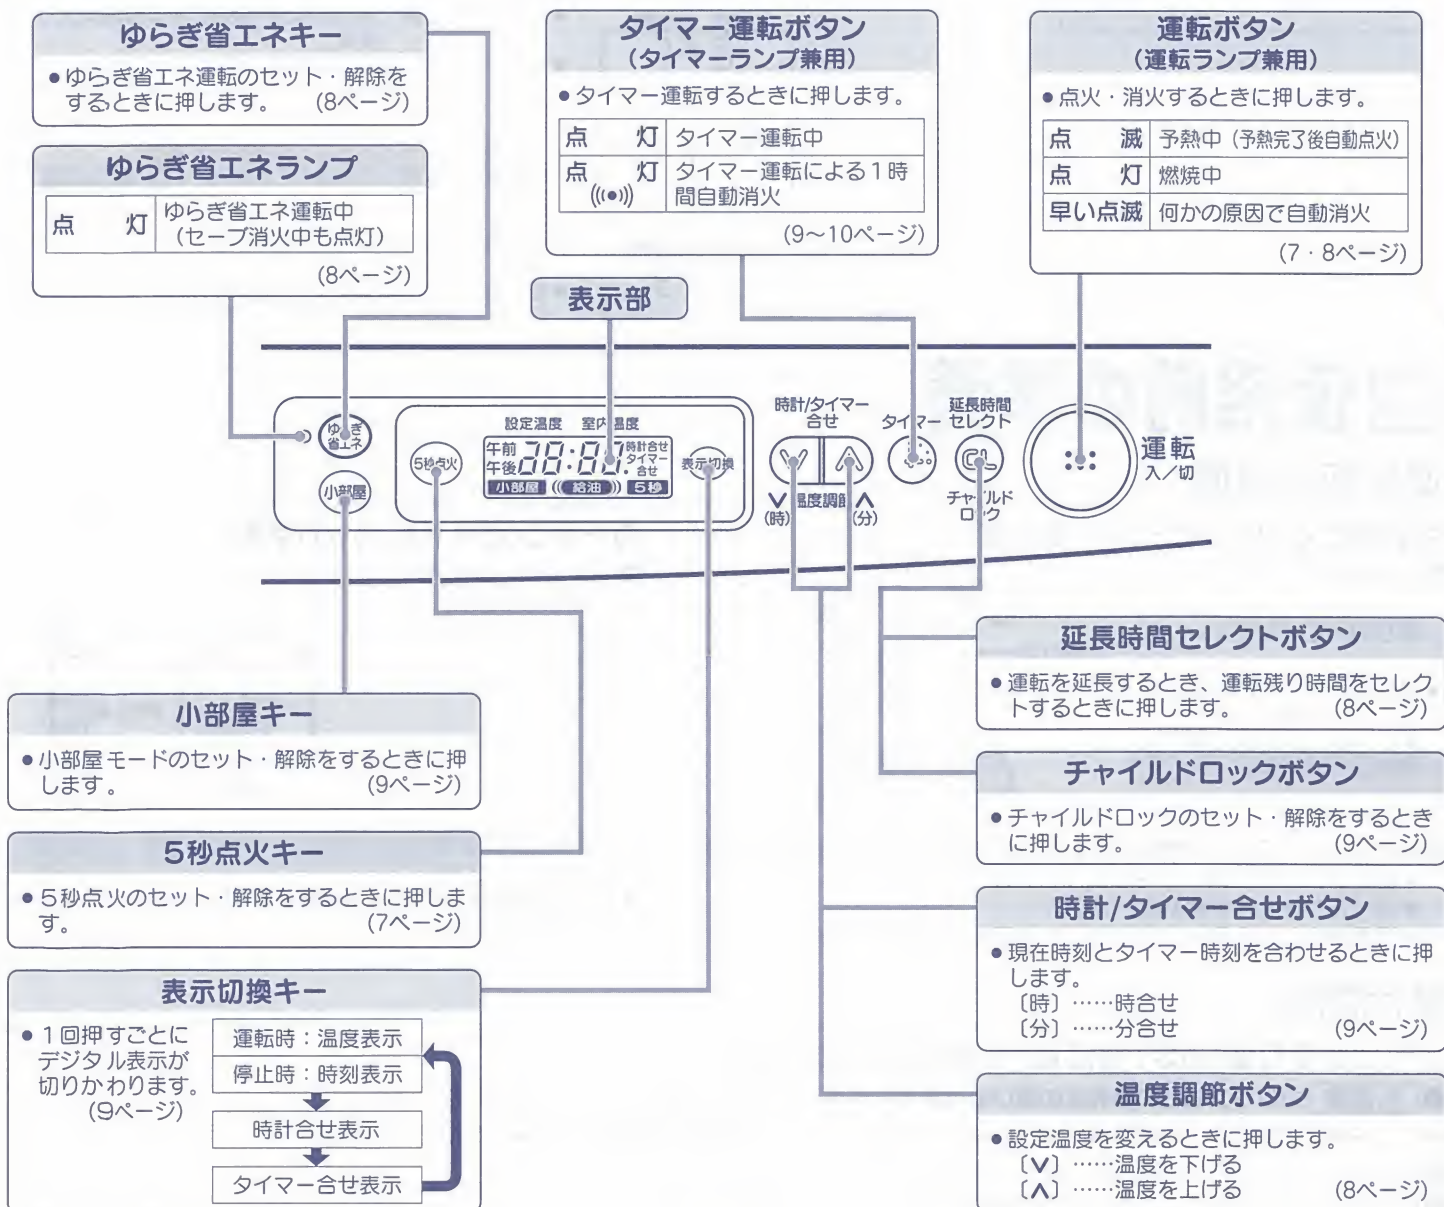 ゆらぎ省エネキー
●ゆらぎ省エネ運転のセット・解除を
するときに押します。 (8ページ)
ゆらぎ省エネランプ
点 灯 ゆらぎ省エネ運転中
(セーブ消火中も点灯)
(8ページ)
タイマー運転ボタン
(タイマーランプ兼用)
●タイマー運転するときに押します。
点 灯 タイマー運転中
点 灯 タイマー運転による1時
((●)) 間自動消火
(9〜10ページ)
運転ボタン
(運転ランプ兼用)
●点火・消火するときに押します。
点 滅 予熱中(予熱完了後自動点火)
点 灯 燃焼中
早い点滅 何かの原因で自動消火
(7・8ページ)
表示部
ゆらぎ
省エネ
小部屋
5秒点火
設定温度 室内温度
午前 38:88. 時計合せ
午後 タイマー
合せ
小部屋 ((給油)) 5秒
表示切換
時計/タイマー
合せ
∨ 温度調節 ∧
(時) (分)
タイマー
延長時間
セレクト
CL
チャイルド
ロック
運転
入/切
小部屋キー
●小部屋モードのセット・解除をするときに押
します。 (9ページ)
5秒点火キー
●5秒点火のセット・解除をするときに押しま
す。 (7ページ)
表示切換キー
●1回押すごとに
デジタル表示が
切りかわります。
(9ページ)
運転時:温度表示
停止時:時刻表示
時計合せ表示
タイマー合せ表示
延長時間セレクトボタン
●運転を延長するとき、運転残り時間をセレク
トするときに押します。 (8ページ)
チャイルドロックボタン
●チャイルドロックのセット・解除をするとき
に押します。 (9ページ)
時計/タイマー合せボタン
●現在時刻とタイマー時刻を合わせるときに押
します。
〔時〕……時合せ
〔分〕……分合せ (9ページ)
温度調節ボタン
●設定温度を変えるときに押します。
〔∨〕……温度を下げる
〔∧〕……温度を上げる (8ページ)